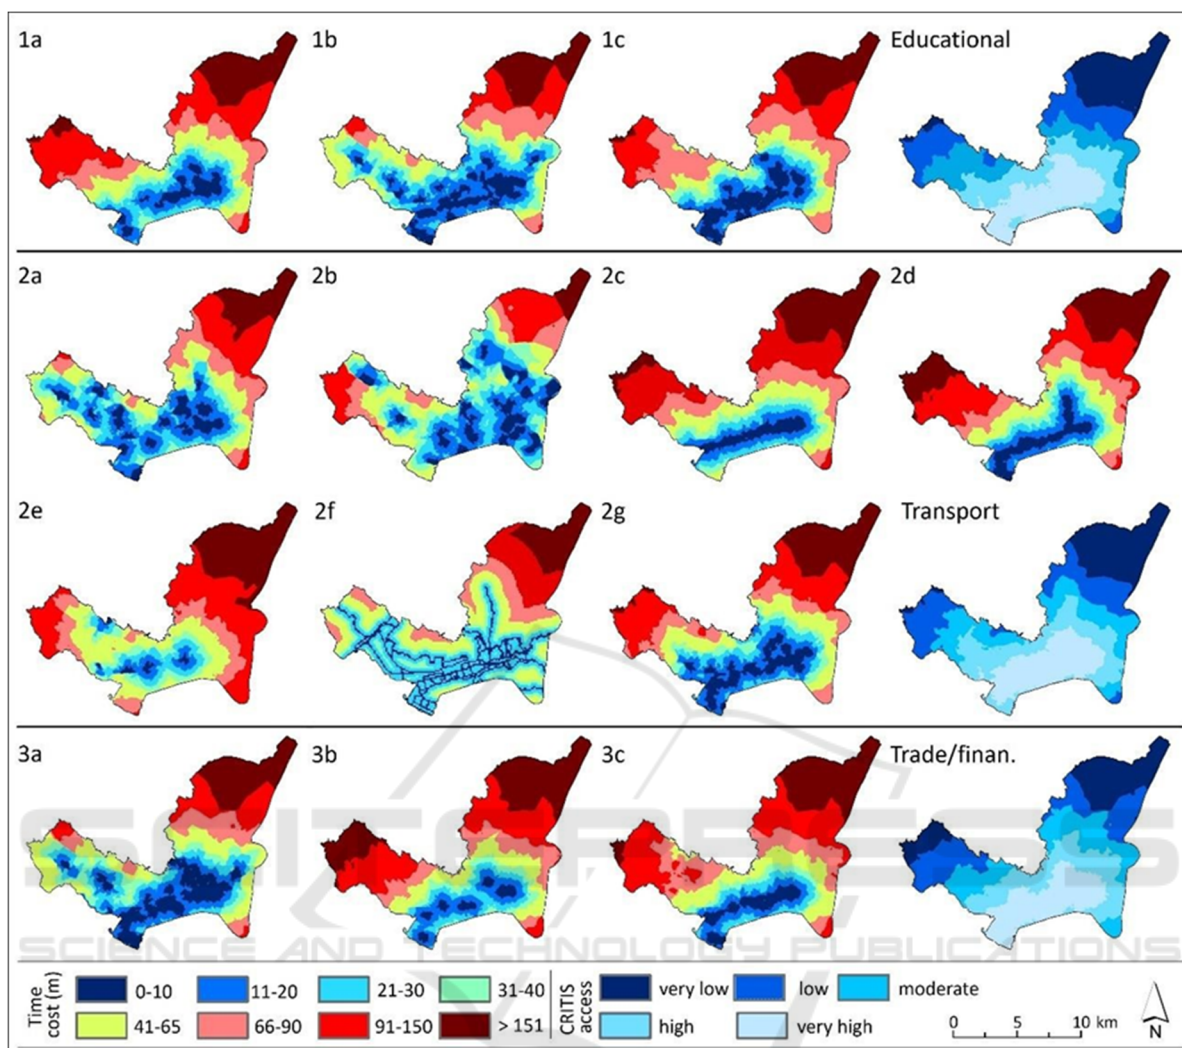 1a 1b 1c Educational
2a 2b 2c 2d
2e 2f 2g Transport
3a 3b 3c Trade/finan.
SCITEPRESS
SCIENCE AND TECHNOLOGY PUBLICATIONS
Time cost (m) 0-10 11-20 21-30 31-40
41-65 66-90 91-150 > 151
CRITIS access very low low moderate
high very high
0 5 10 km
N